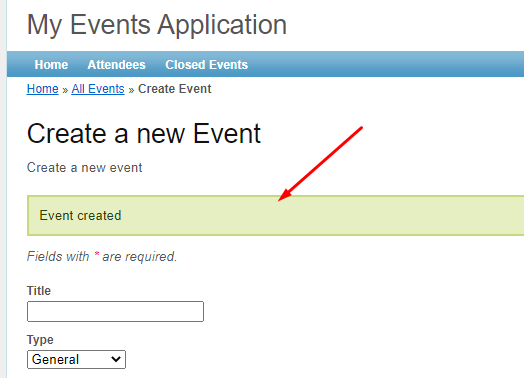 My Events Application
Home Attendees Closed Events
Home » All Events » Create Event
Create a new Event
Create a new event
Event created
Fields with * are required.
Title
Type
General